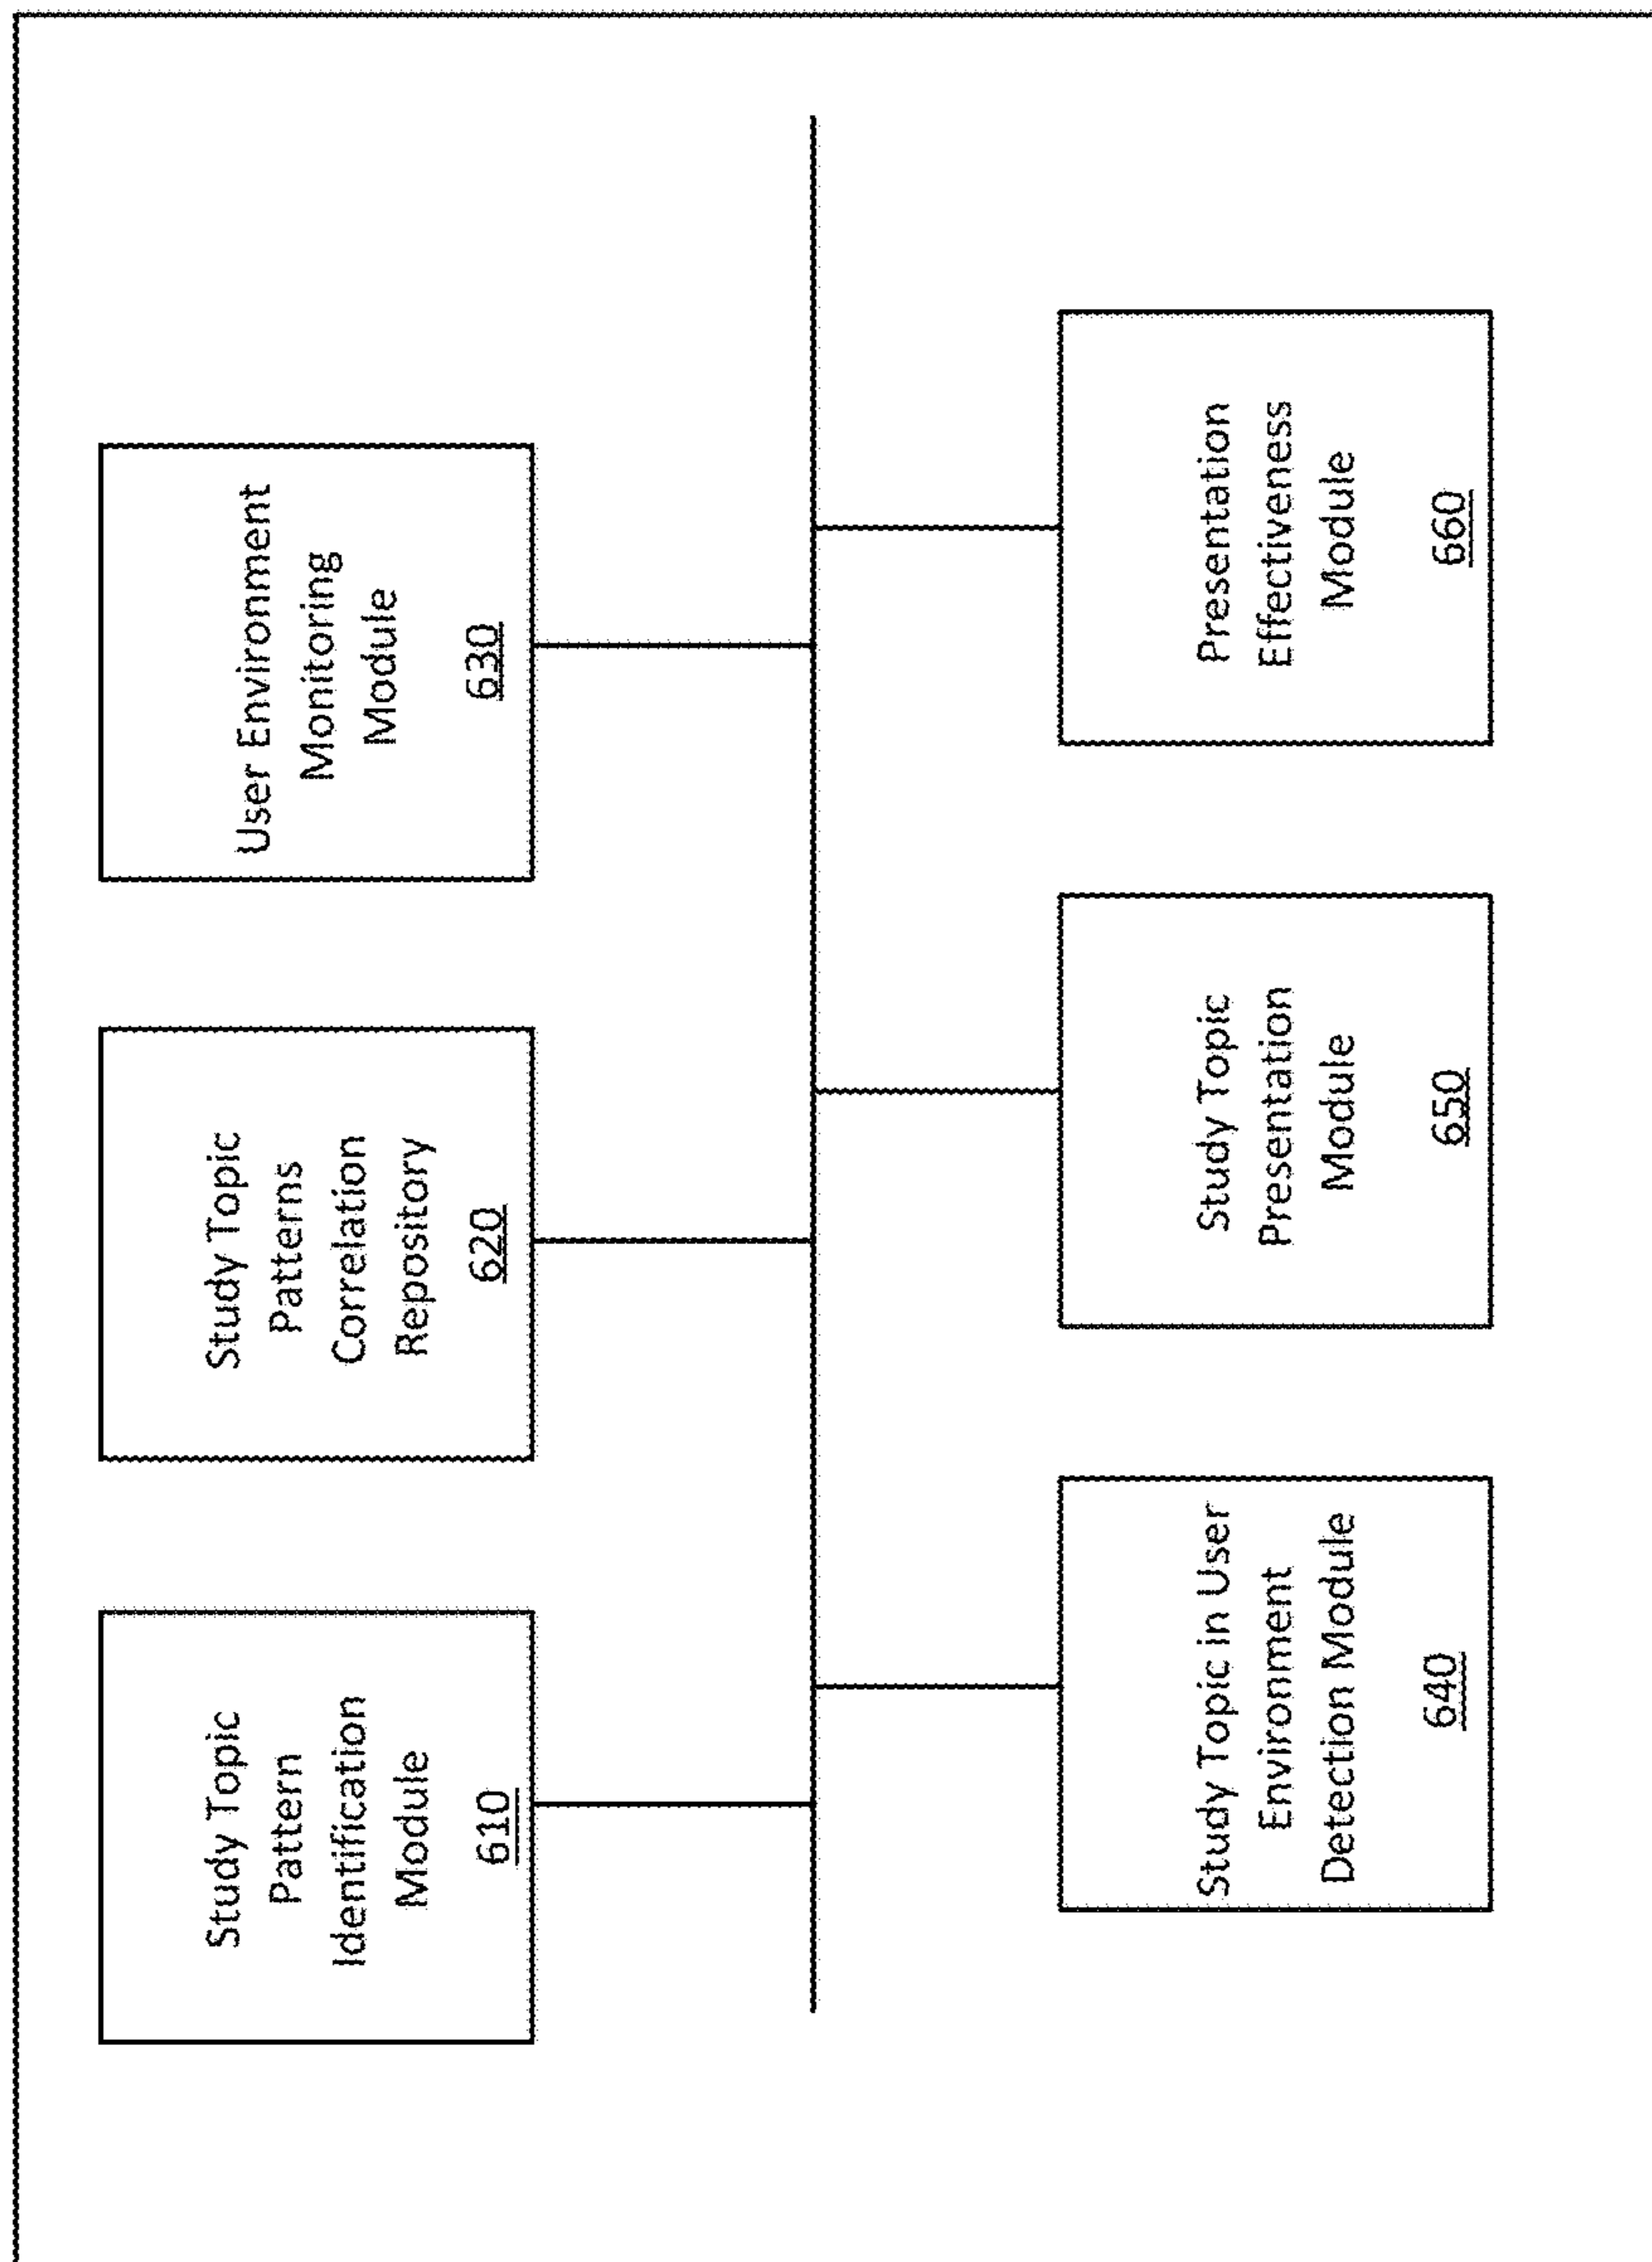 Study Topic
Pattern
Identification
Module
610
Study Topic
Patterns
Correlation
Repository
620
User Environment
Monitoring
Module
630
Study Topic in User
Environment
Detection Module
640
Study Topic
Presentation
Module
650
Presentation
Effectiveness
Module
660